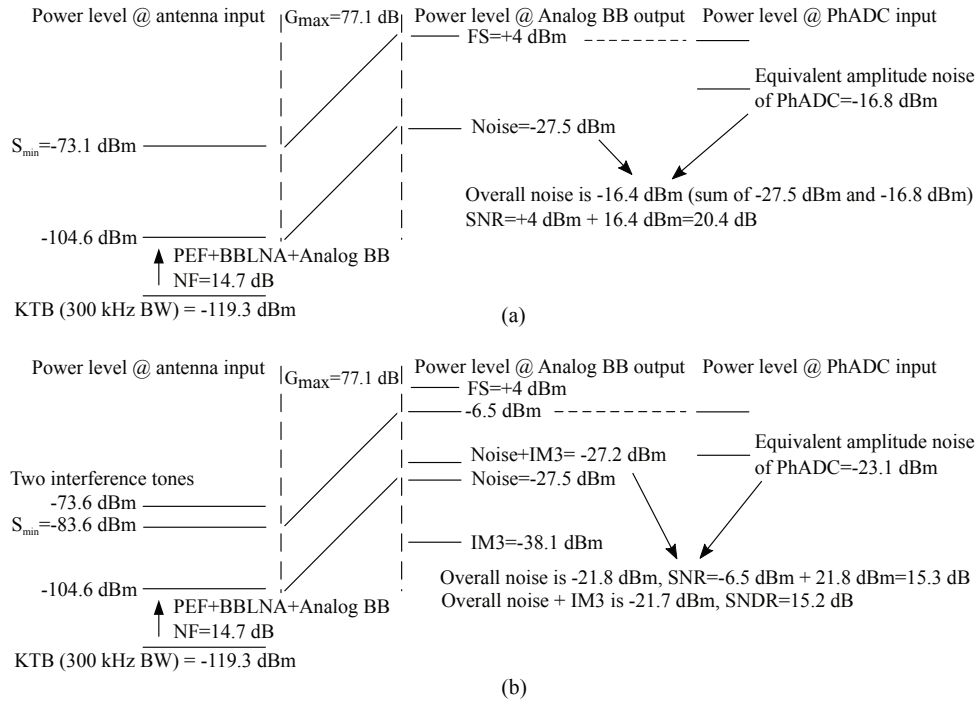 Power level @ antenna input
Gmax=77.1 dB
Power level @ Analog BB output
Power level @ PhADC input
FS=+4 dBm
Equivalent amplitude noise
of PhADC=-16.8 dBm
Smin=-73.1 dBm
Noise=-27.5 dBm
Overall noise is -16.4 dBm (sum of -27.5 dBm and -16.8 dBm)
SNR=+4 dBm + 16.4 dBm=20.4 dB
-104.6 dBm
PEF+BBLNA+Analog BB
NF=14.7 dB
KTB (300 kHz BW) = -119.3 dBm
(a)
Power level @ antenna input
Gmax=77.1 dB
Power level @ Analog BB output
Power level @ PhADC input
FS=+4 dBm
-6.5 dBm
Equivalent amplitude noise
of PhADC=-23.1 dBm
Noise+IM3= -27.2 dBm
Noise=-27.5 dBm
Two interference tones
-73.6 dBm
Smin=-83.6 dBm
IM3=-38.1 dBm
Overall noise is -21.8 dBm, SNR=-6.5 dBm + 21.8 dBm=15.3 dB
Overall noise + IM3 is -21.7 dBm, SNDR=15.2 dB
-104.6 dBm
PEF+BBLNA+Analog BB
NF=14.7 dB
KTB (300 kHz BW) = -119.3 dBm
(b)